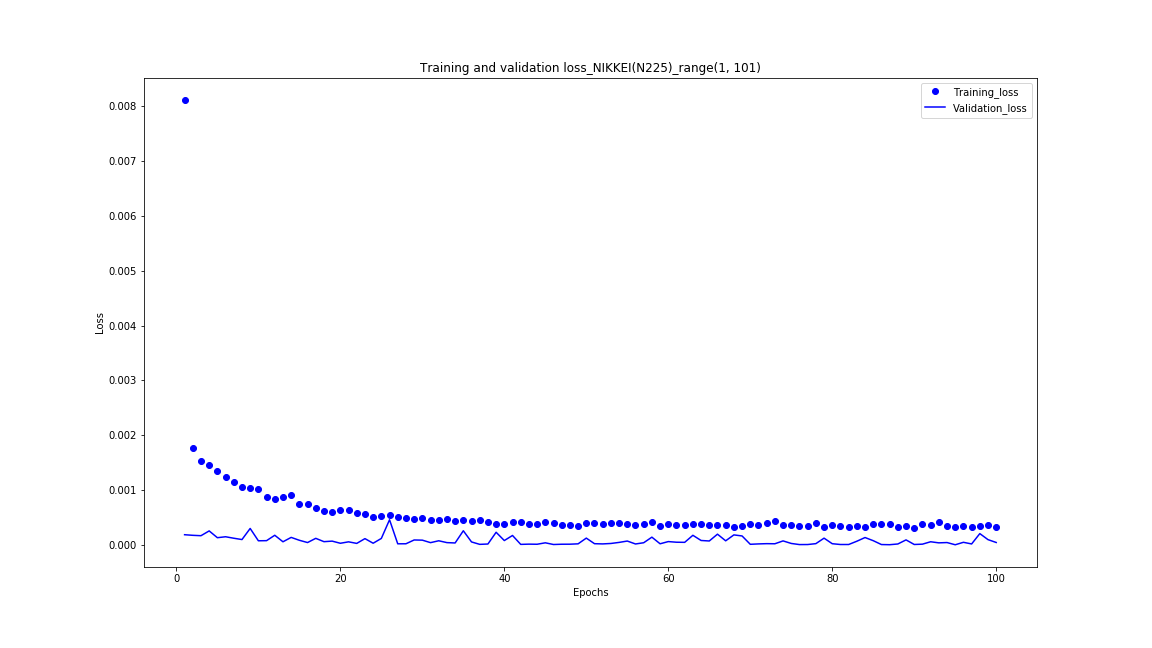 Training and validation loss_NIKKEI(N225)_range(1, 101)
Training_loss
Validation_loss
0.008
0.007
0.006
0.005
0.004
0.003
0.002
0.001
0.000
Loss
0 20 40 60 80 100
Epochs